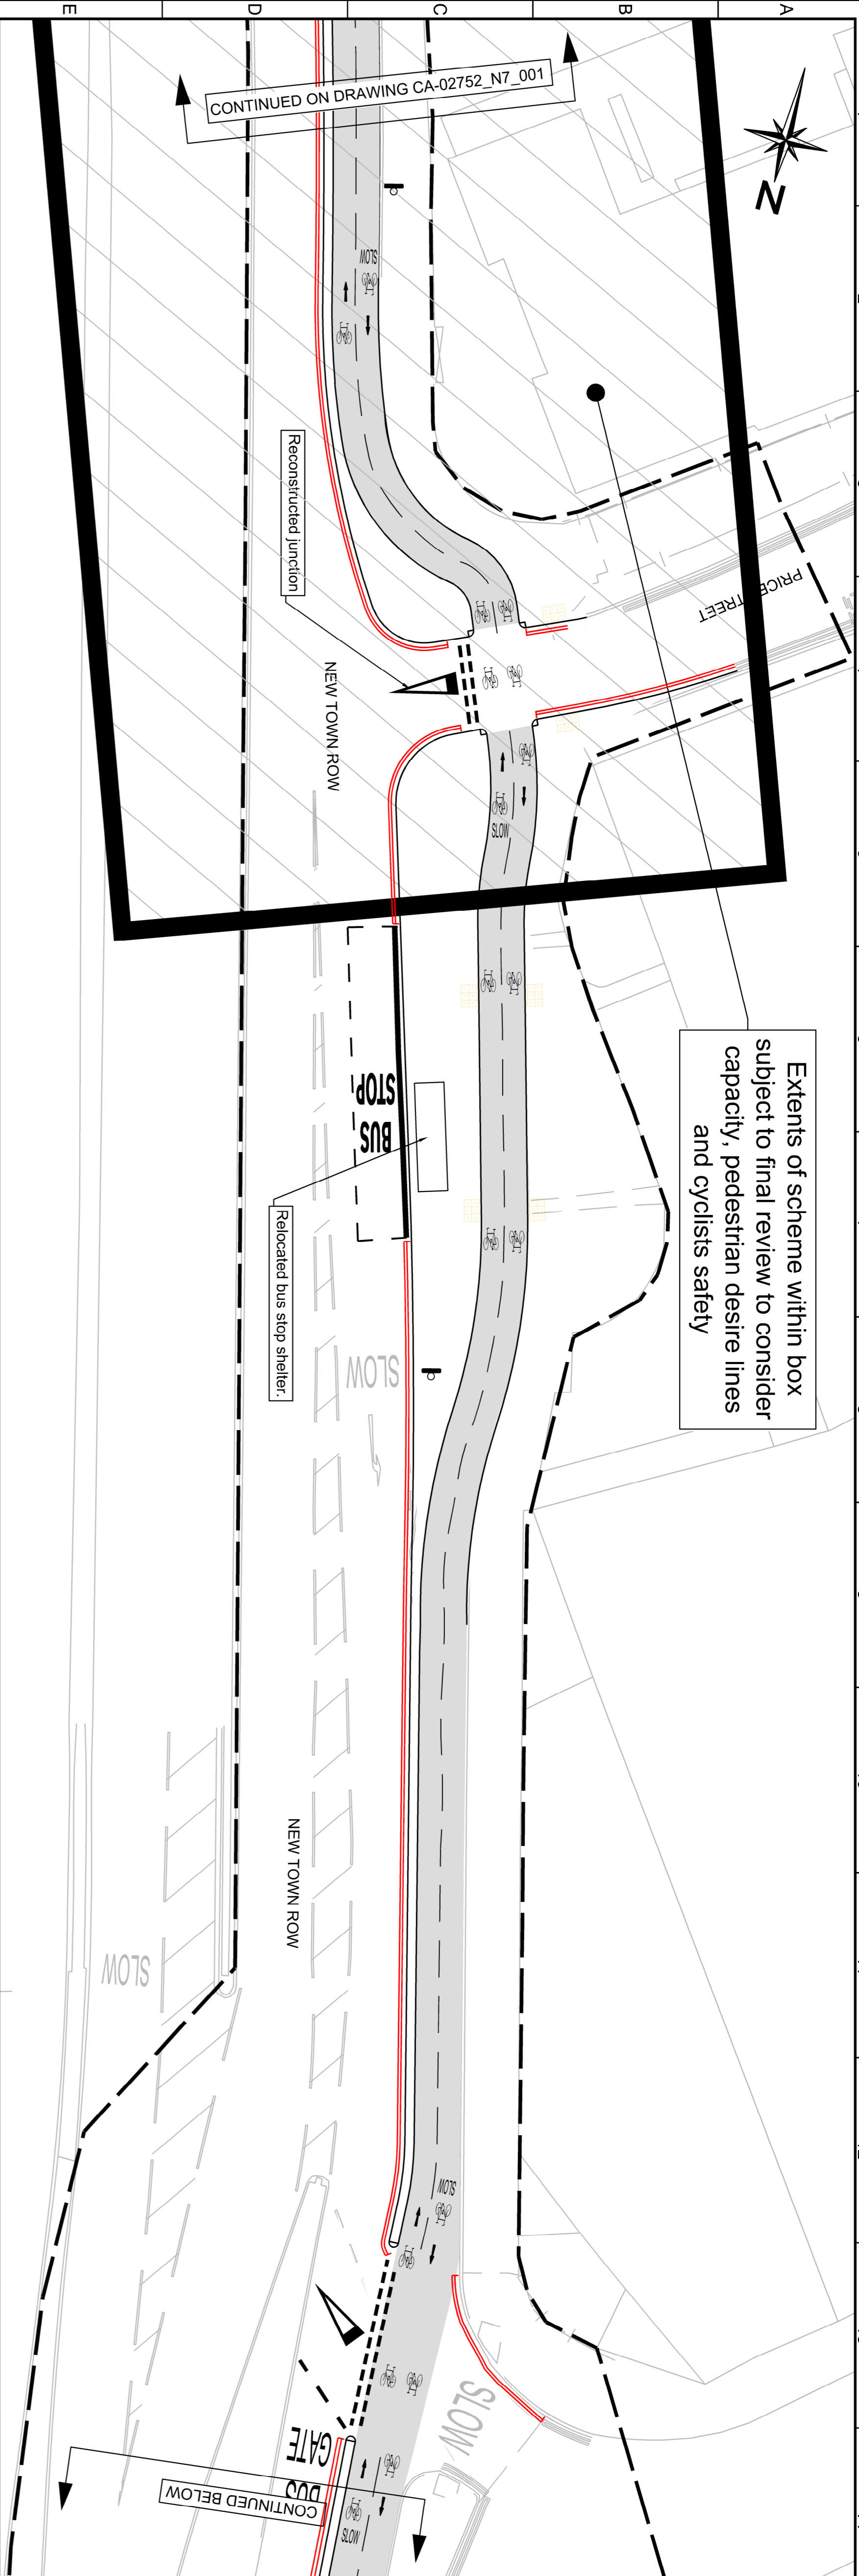 E
D
C
B
A
CONTINUED ON DRAWING CA-02752_N7_001
N
SLOW
PRICE STREET
Reconstructed junction
NEW TOWN ROW
SLOW
Extents of scheme within box
subject to final review to consider
capacity, pedestrian desire lines
and cyclists safety
BUS
STOP
Relocated bus stop shelter.
SLOW
NEW TOWN ROW
SLOW
SLOW
SLOW
BUS
GATE
SLOW
CONTINUED BELOW